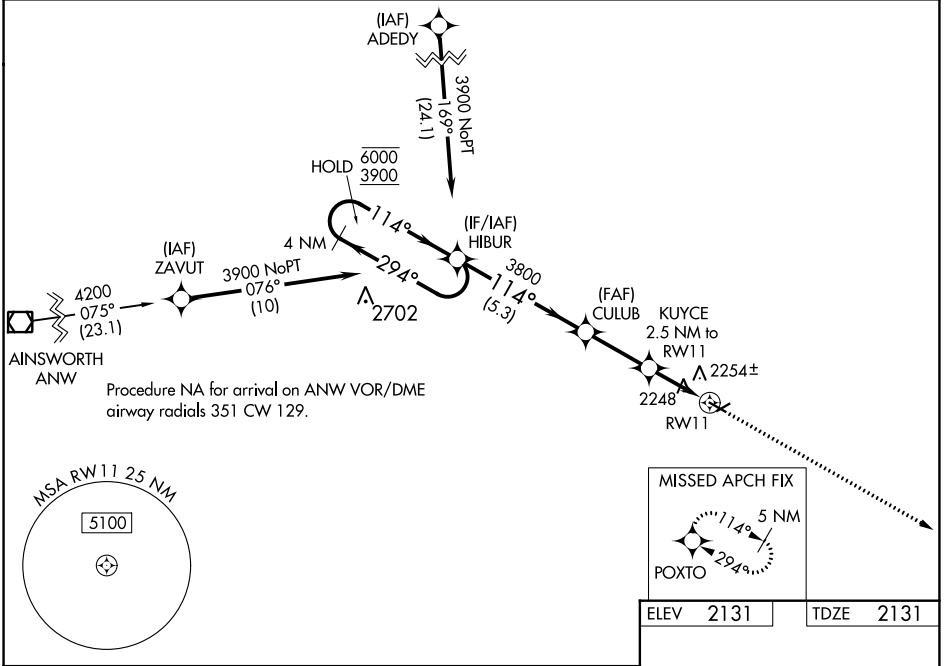 (IAF)
ADEDY
3900 NoPT
169°
(24.1)
HOLD
6000
3900
114°
4 NM
294°
(IF/IAF)
HIBUR
(IAF)
ZAVUT
3900 NoPT
076°
(10)
2702
3800
114°
(5.3)
(FAF)
CULUB
KUYCE
2.5 NM to
RW11
2254±
2248
RW11
4200
075°
(23.1)
AINSWORTH
ANW
Procedure NA for arrival on ANW VOR/DME
airway radials 351 CW 129.
MSA RW11 25 NM
5100
MISSED APCH FIX
114°
5 NM
294°
POXTO
ELEV 2131
TDZE 2131